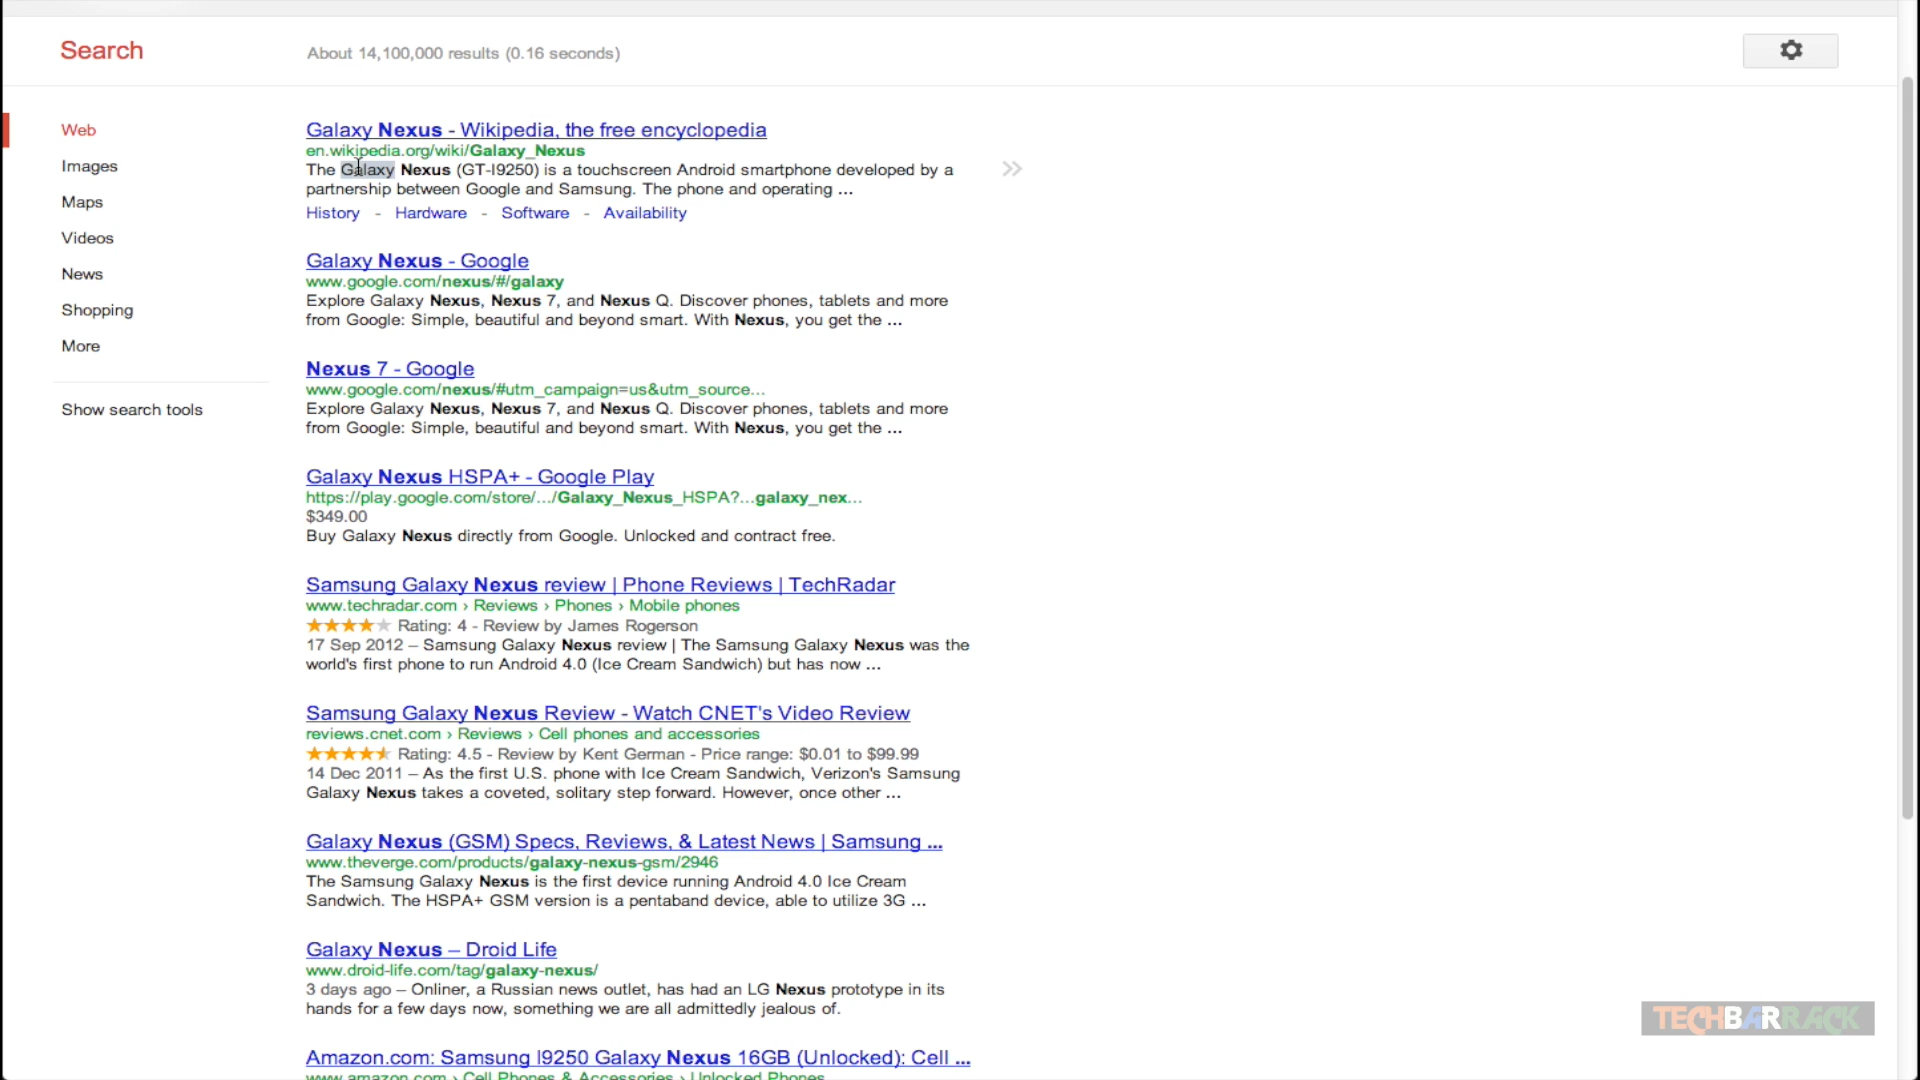 Search
About 14,100,000 results (0.16 seconds)
Web
Images
Maps
Videos
News
Shopping
More
Show search tools
Galaxy Nexus - Wikipedia, the free encyclopedia
en.wikipedia.org/wiki/Galaxy_Nexus
The Galaxy Nexus (GT-I9250) is a touchscreen Android smartphone developed by a
partnership between Google and Samsung. The phone and operating ...
History - Hardware - Software - Availability
Galaxy Nexus - Google
www.google.com/nexus/#/galaxy
Explore Galaxy Nexus, Nexus 7, and Nexus Q. Discover phones, tablets and more
from Google: Simple, beautiful and beyond smart. With Nexus, you get the ...
Nexus 7 - Google
www.google.com/nexus/#utm_campaign=us&utm_source...
Explore Galaxy Nexus, Nexus 7, and Nexus Q. Discover phones, tablets and more
from Google: Simple, beautiful and beyond smart. With Nexus, you get the ...
Galaxy Nexus HSPA+ - Google Play
https://play.google.com/store/.../Galaxy_Nexus_HSPA?...galaxy_nex...
$349.00
Buy Galaxy Nexus directly from Google. Unlocked and contract free.
Samsung Galaxy Nexus review | Phone Reviews | TechRadar
www.techradar.com › Reviews › Phones › Mobile phones
Rating: 4 - Review by James Rogerson
17 Sep 2012 – Samsung Galaxy Nexus review | The Samsung Galaxy Nexus was the
world's first phone to run Android 4.0 (Ice Cream Sandwich) but has now ...
Samsung Galaxy Nexus Review - Watch CNET's Video Review
reviews.cnet.com › Reviews › Cell phones and accessories
Rating: 4.5 - Review by Kent German - Price range: $0.01 to $99.99
14 Dec 2011 – As the first U.S. phone with Ice Cream Sandwich, Verizon's Samsung
Galaxy Nexus takes a coveted, solitary step forward. However, once other ...
Galaxy Nexus (GSM) Specs, Reviews, & Latest News | Samsung ...
www.theverge.com/products/galaxy-nexus-gsm/2946
The Samsung Galaxy Nexus is the first device running Android 4.0 Ice Cream
Sandwich. The HSPA+ GSM version is a pentaband device, able to utilize 3G ...
Galaxy Nexus – Droid Life
www.droid-life.com/tag/galaxy-nexus/
3 days ago – Onliner, a Russian news outlet, has had an LG Nexus prototype in its
hands for a few days now, something we are all admittedly jealous of.
Amazon.com: Samsung I9250 Galaxy Nexus 16GB (Unlocked): Cell ...
www.amazon.com › Cell Phones & Accessories › Unlocked Phones
TECHBARRACK